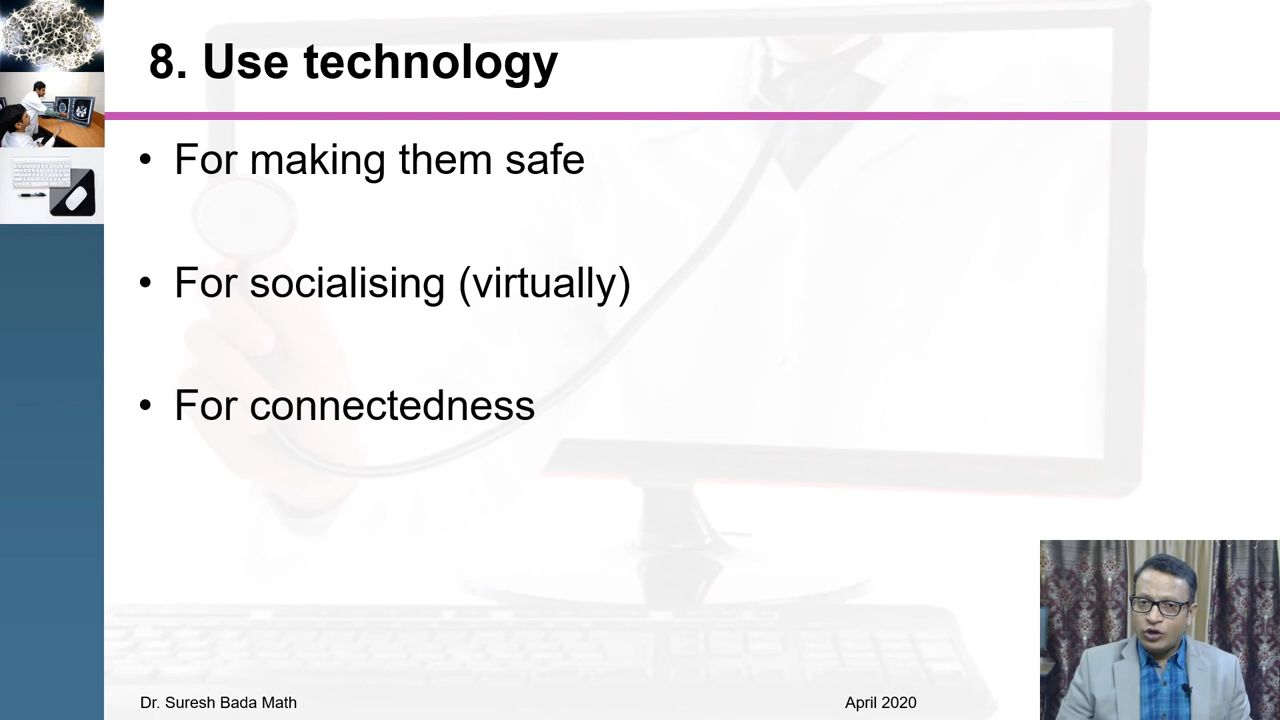 8. Use technology
• For making them safe
• For socialising (virtually)
• For connectedness
Dr. Suresh Bada Math
April 2020